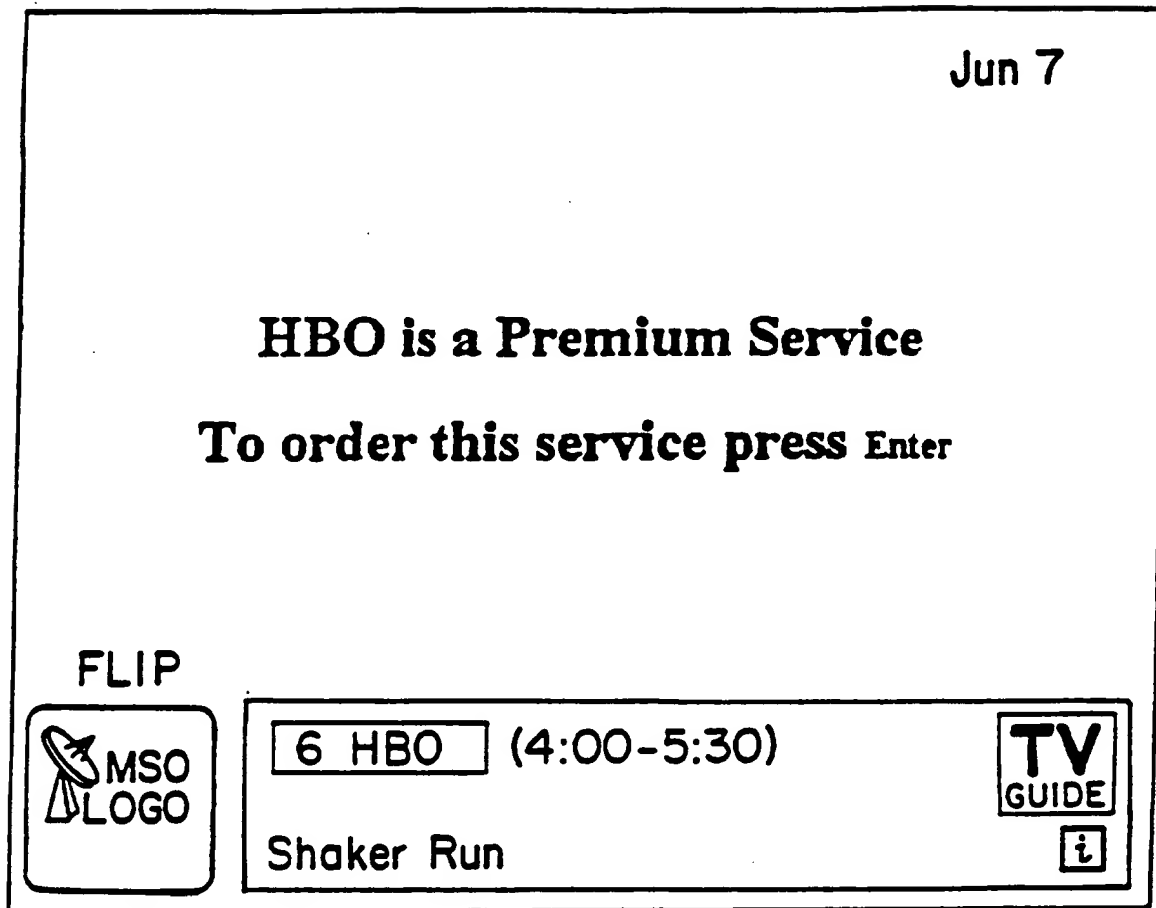 Jun 7
HBO is a Premium Service
To order this service press Enter
FLIP
MSO
LOGO
6 HBO (4:00-5:30)
Shaker Run
TV
GUIDE
i